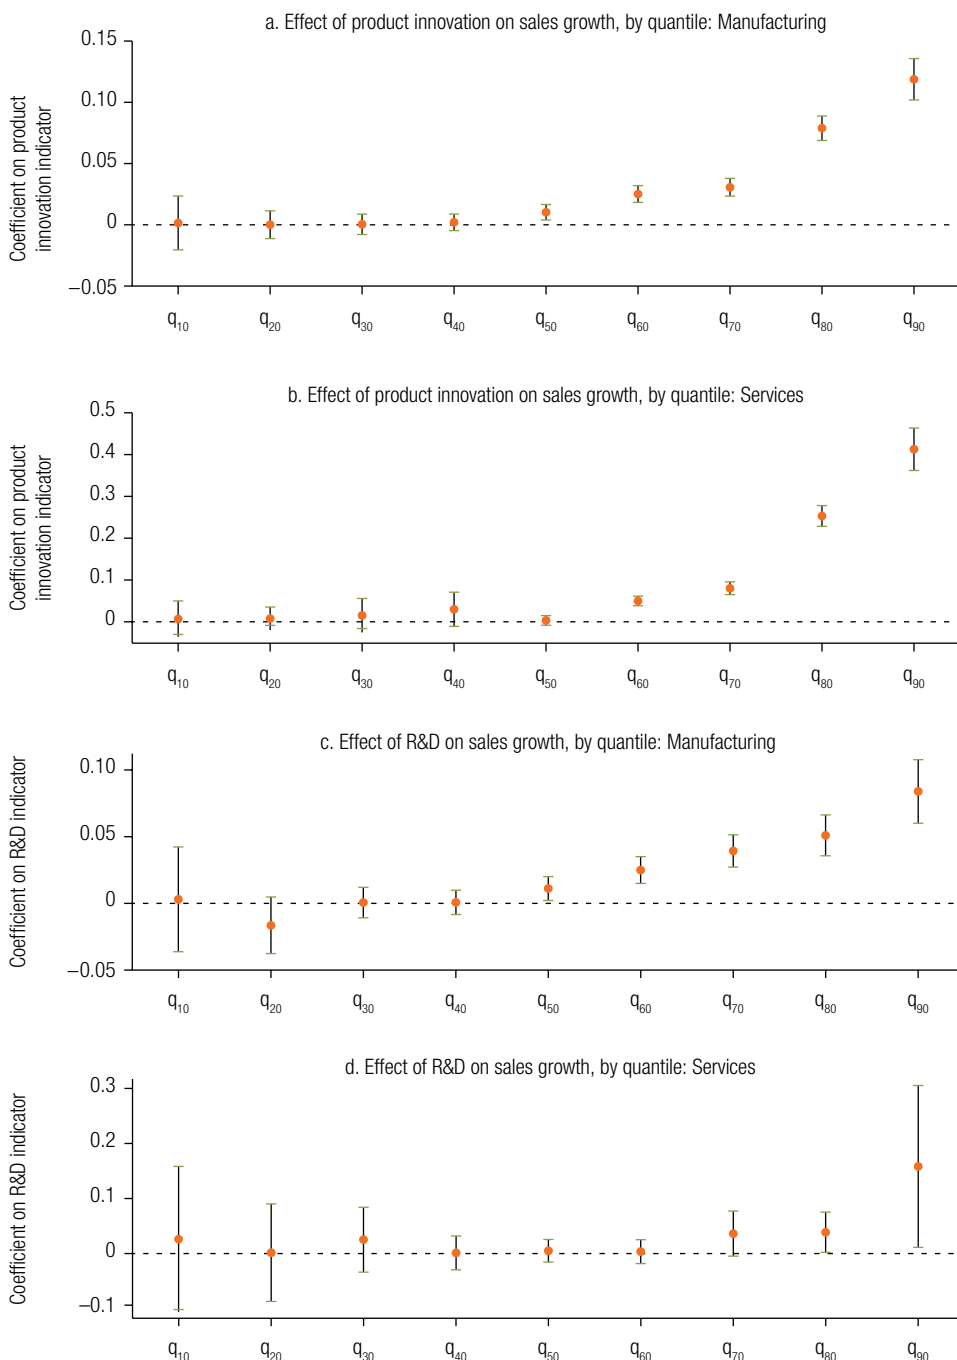 a. Effect of product innovation on sales growth, by quantile: Manufacturing
Coefficient on product
innovation indicator
0.15
0.10
0.05
0
−0.05
q10 q20 q30 q40 q50 q60 q70 q80 q90
b. Effect of product innovation on sales growth, by quantile: Services
Coefficient on product
innovation indicator
0.5
0.4
0.3
0.2
0.1
0
q10 q20 q30 q40 q50 q60 q70 q80 q90
c. Effect of R&D on sales growth, by quantile: Manufacturing
Coefficient on R&D indicator
0.10
0.05
0
−0.05
q10 q20 q30 q40 q50 q60 q70 q80 q90
d. Effect of R&D on sales growth, by quantile: Services
Coefficient on R&D indicator
0.3
0.2
0.1
0
−0.1
q10 q20 q30 q40 q50 q60 q70 q80 q90